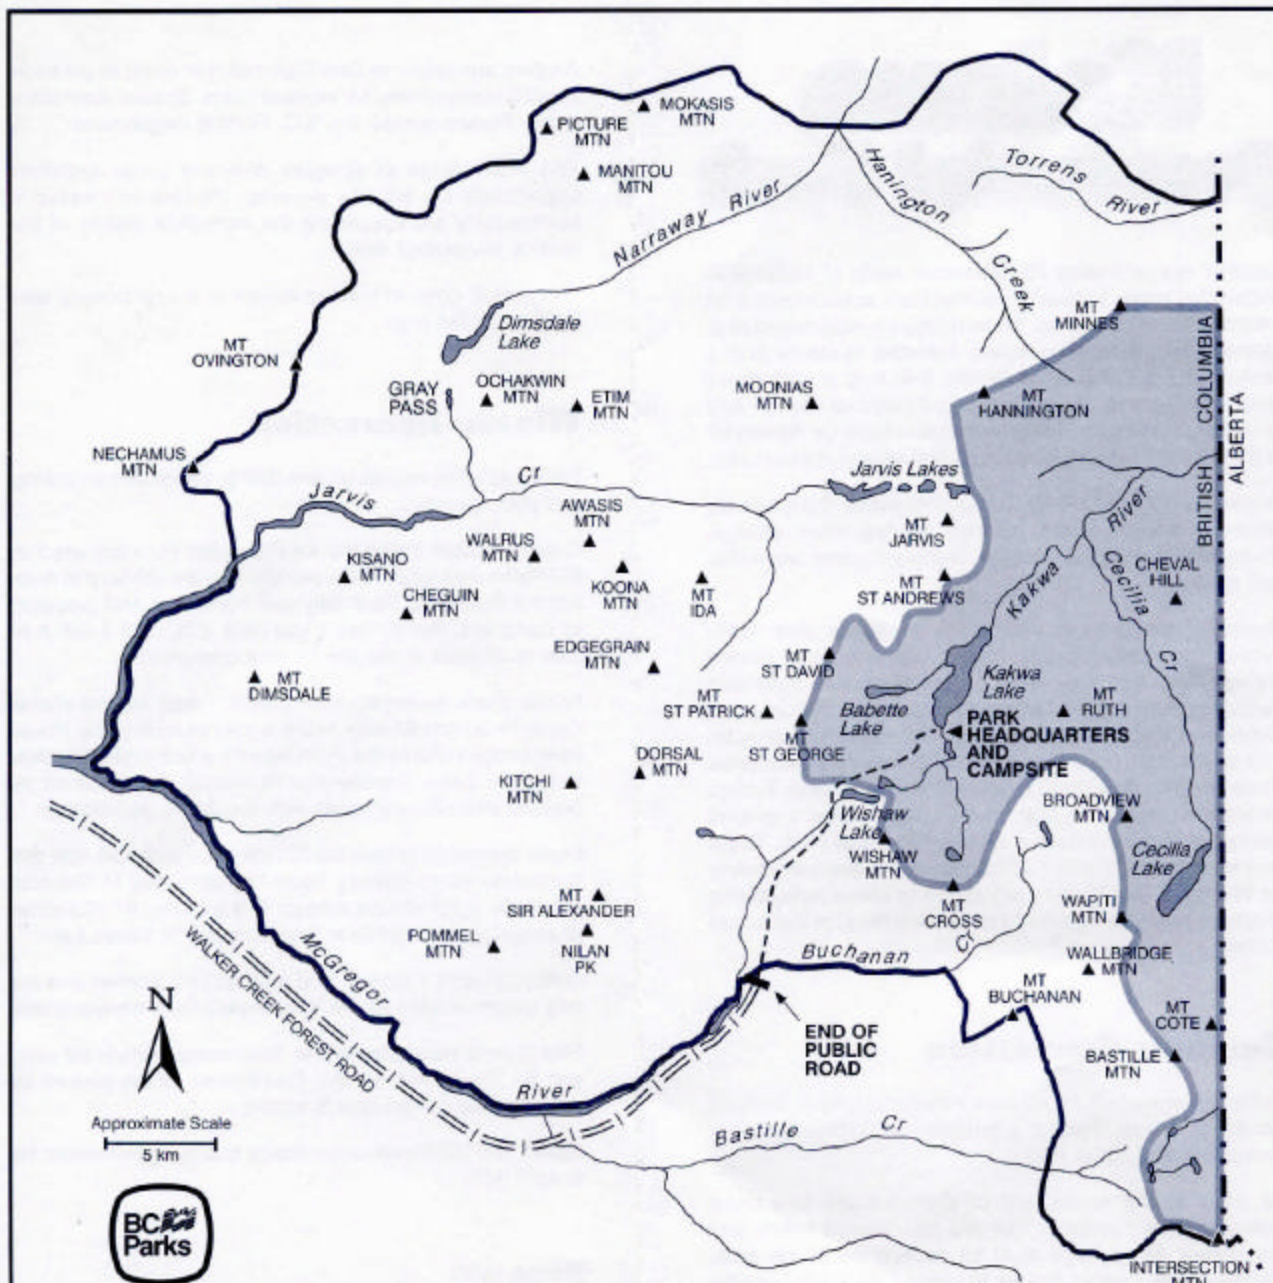 MOKASIS
MTN
PICTURE
MTN
MANITOU
MTN
Narraway River
Hanington
Creek
Torrens
River
MT
MINNES
Dimsdale
Lake
MT
OVINGTON
GRAY
PASS
OCHAKWIN
MTN
ETIM
MTN
MOONIAS
MTN
MT
HANNINGTON
BRITISH COLUMBIA
ALBERTA
NECHAMUS
MTN
Jarvis
Cr
Jarvis Lakes
AWASIS
MTN
MT
JARVIS
WALRUS
MTN
KISANO
MTN
CHEGUIN
MTN
KOONA
MTN
MT
IDA
MT
ST ANDREWS
Kakwa
River
Cecilia
Cr
CHEVAL
HILL
EDGEGRAIN
MTN
MT
DIMSDALE
MT
ST DAVID
MT
ST PATRICK
MT
ST GEORGE
Babette
Lake
Kakwa
Lake
MT
RUTH
PARK
HEADQUARTERS
AND
CAMPSITE
DORSAL
MTN
KITCHI
MTN
BROADVIEW
MTN
Wishaw
Lake
WISHAW
MTN
Cecilia
Lake
MT
CROSS
Cr
WAPITI
MTN
MT
SIR ALEXANDER
NILAN
PK
POMMEL
MTN
McGregor
River
WALKER CREEK FOREST ROAD
Buchanan
WALLBRIDGE
MTN
MT
BUCHANAN
MT
COTE
BASTILLE
MTN
END OF
PUBLIC
ROAD
Bastille Cr
N
Approximate Scale
5 km
BC
Parks
INTERSECTION
MTN